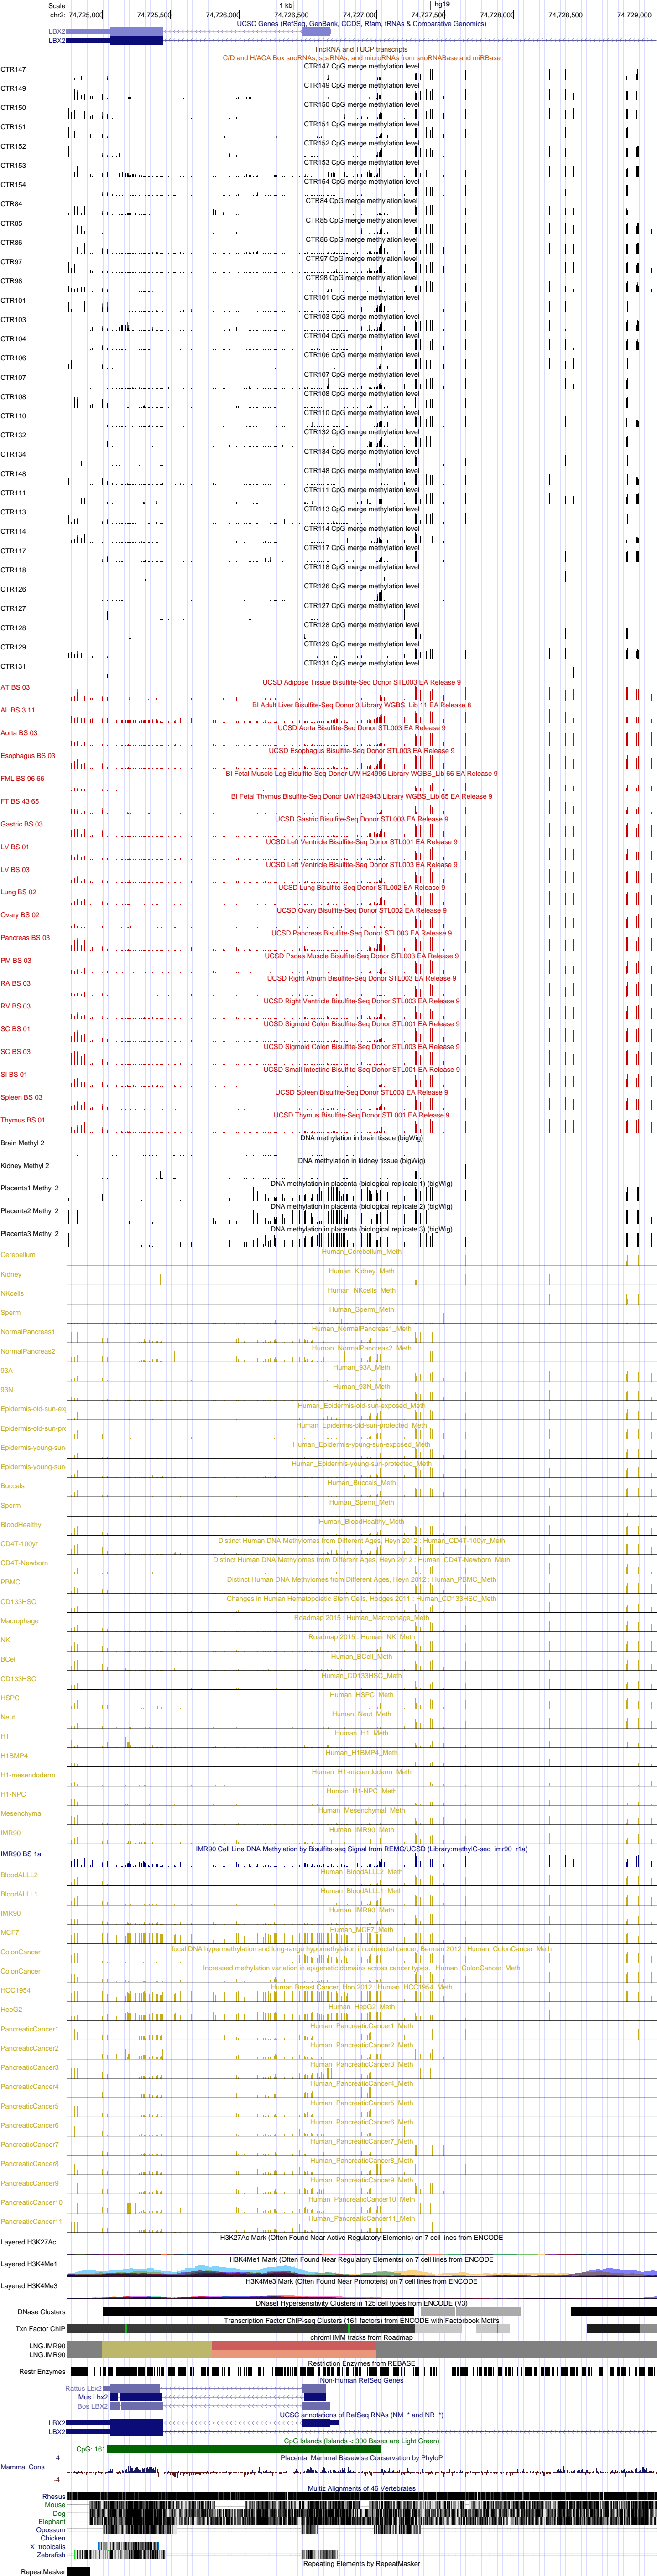 Scale 1 kb hg19
chr2: 74,725,000 74,725,500 74,726,000 74,726,500 74,727,000 74,727,500 74,728,000 74,728,500 74,729,000
UCSC Genes (RefSeq, GenBank, CCDS, Rfam, tRNAs & Comparative Genomics)
LBX2
LBX2
lincRNA and TUCP transcripts
C/D and H/ACA Box snoRNAs, scaRNAs, and microRNAs from snoRNABase and miRBase
CTR147 CTR147 CpG merge methylation level
CTR149 CTR149 CpG merge methylation level
CTR150 CTR150 CpG merge methylation level
CTR151 CTR151 CpG merge methylation level
CTR152 CTR152 CpG merge methylation level
CTR153 CTR153 CpG merge methylation level
CTR154 CTR154 CpG merge methylation level
CTR84 CTR84 CpG merge methylation level
CTR85 CTR85 CpG merge methylation level
CTR86 CTR86 CpG merge methylation level
CTR97 CTR97 CpG merge methylation level
CTR98 CTR98 CpG merge methylation level
CTR101 CTR101 CpG merge methylation level
CTR103 CTR103 CpG merge methylation level
CTR104 CTR104 CpG merge methylation level
CTR106 CTR106 CpG merge methylation level
CTR107 CTR107 CpG merge methylation level
CTR108 CTR108 CpG merge methylation level
CTR110 CTR110 CpG merge methylation level
CTR132 CTR132 CpG merge methylation level
CTR134 CTR134 CpG merge methylation level
CTR148 CTR148 CpG merge methylation level
CTR111 CTR111 CpG merge methylation level
CTR113 CTR113 CpG merge methylation level
CTR114 CTR114 CpG merge methylation level
CTR117 CTR117 CpG merge methylation level
CTR118 CTR118 CpG merge methylation level
CTR126 CTR126 CpG merge methylation level
CTR127 CTR127 CpG merge methylation level
CTR128 CTR128 CpG merge methylation level
CTR129 CTR129 CpG merge methylation level
CTR131 CTR131 CpG merge methylation level
AT BS 03 UCSD Adipose Tissue Bisulfite-Seq Donor STL003 EA Release 9
AL BS 3 11 BI Adult Liver Bisulfite-Seq Donor 3 Library WGBS_Lib 11 EA Release 8
Aorta BS 03 UCSD Aorta Bisulfite-Seq Donor STL003 EA Release 9
Esophagus BS 03 UCSD Esophagus Bisulfite-Seq Donor STL003 EA Release 9
FML BS 96 66 BI Fetal Muscle Leg Bisulfite-Seq Donor UW H24996 Library WGBS_Lib 66 EA Release 9
FT BS 43 65 BI Fetal Thymus Bisulfite-Seq Donor UW H24943 Library WGBS_Lib 65 EA Release 9
Gastric BS 03 UCSD Gastric Bisulfite-Seq Donor STL003 EA Release 9
LV BS 01 UCSD Left Ventricle Bisulfite-Seq Donor STL001 EA Release 9
LV BS 03 UCSD Left Ventricle Bisulfite-Seq Donor STL003 EA Release 9
Lung BS 02 UCSD Lung Bisulfite-Seq Donor STL002 EA Release 9
Ovary BS 02 UCSD Ovary Bisulfite-Seq Donor STL002 EA Release 9
Pancreas BS 03 UCSD Pancreas Bisulfite-Seq Donor STL003 EA Release 9
PM BS 03 UCSD Psoas Muscle Bisulfite-Seq Donor STL003 EA Release 9
RA BS 03 UCSD Right Atrium Bisulfite-Seq Donor STL003 EA Release 9
RV BS 03 UCSD Right Ventricle Bisulfite-Seq Donor STL003 EA Release 9
SC BS 01 UCSD Sigmoid Colon Bisulfite-Seq Donor STL001 EA Release 9
SC BS 03 UCSD Sigmoid Colon Bisulfite-Seq Donor STL003 EA Release 9
SI BS 01 UCSD Small Intestine Bisulfite-Seq Donor STL001 EA Release 9
Spleen BS 03 UCSD Spleen Bisulfite-Seq Donor STL003 EA Release 9
Thymus BS 01 UCSD Thymus Bisulfite-Seq Donor STL001 EA Release 9
Brain Methyl 2 DNA methylation in brain tissue (bigWig)
Kidney Methyl 2 DNA methylation in kidney tissue (bigWig)
Placenta1 Methyl 2 DNA methylation in placenta (biological replicate 1) (bigWig)
Placenta2 Methyl 2 DNA methylation in placenta (biological replicate 2) (bigWig)
Placenta3 Methyl 2 DNA methylation in placenta (biological replicate 3) (bigWig)
Cerebellum Human_Cerebellum_Meth
Kidney Human_Kidney_Meth
NKcells Human_NKcells_Meth
Sperm Human_Sperm_Meth
NormalPancreas1 Human_NormalPancreas1_Meth
NormalPancreas2 Human_NormalPancreas2_Meth
93A Human_93A_Meth
93N Human_93N_Meth
Epidermis-old-sun-ex Human_Epidermis-old-sun-exposed_Meth
Epidermis-old-sun-pro Human_Epidermis-old-sun-protected_Meth
Epidermis-young-sun Human_Epidermis-young-sun-exposed_Meth
Epidermis-young-sun Human_Epidermis-young-sun-protected_Meth
Buccals Human_Buccals_Meth
Sperm Human_Sperm_Meth
BloodHealthy Human_BloodHealthy_Meth
CD4T-100yr Distinct Human DNA Methylomes from Different Ages, Heyn 2012 : Human_CD4T-100yr_Meth
CD4T-Newborn Distinct Human DNA Methylomes from Different Ages, Heyn 2012 : Human_CD4T-Newborn_Meth
PBMC Distinct Human DNA Methylomes from Different Ages, Heyn 2012 : Human_PBMC_Meth
CD133HSC Changes in Human Hematopoietic Stem Cells, Hodges 2011 : Human_CD133HSC_Meth
Macrophage Roadmap 2015 : Human_Macrophage_Meth
NK Roadmap 2015 : Human_NK_Meth
BCell Human_BCell_Meth
CD133HSC Human_CD133HSC_Meth
HSPC Human_HSPC_Meth
Neut Human_Neut_Meth
H1 Human_H1_Meth
H1BMP4 Human_H1BMP4_Meth
H1-mesendoderm Human_H1-mesendoderm_Meth
H1-NPC Human_H1-NPC_Meth
Mesenchymal Human_Mesenchymal_Meth
IMR90 Human_IMR90_Meth
IMR90 BS 1a IMR90 Cell Line DNA Methylation by Bisulfite-seq Signal from REMC/UCSD (Library:methylC-seq_imr90_r1a)
BloodALLL2 Human_BloodALLL2_Meth
BloodALLL1 Human_BloodALLL1_Meth
IMR90 Human_IMR90_Meth
MCF7 Human_MCF7_Meth
ColonCancer focal DNA hypermethylation and long-range hypomethylation in colorectal cancer, Berman 2012 : Human_ColonCancer_Meth
ColonCancer Increased methylation variation in epigenetic domains across cancer types. : Human_ColonCancer_Meth
HCC1954 Human Breast Cancer, Hon 2012 : Human_HCC1954_Meth
HepG2 Human_HepG2_Meth
PancreaticCancer1 Human_PancreaticCancer1_Meth
PancreaticCancer2 Human_PancreaticCancer2_Meth
PancreaticCancer3 Human_PancreaticCancer3_Meth
PancreaticCancer4 Human_PancreaticCancer4_Meth
PancreaticCancer5 Human_PancreaticCancer5_Meth
PancreaticCancer6 Human_PancreaticCancer6_Meth
PancreaticCancer7 Human_PancreaticCancer7_Meth
PancreaticCancer8 Human_PancreaticCancer8_Meth
PancreaticCancer9 Human_PancreaticCancer9_Meth
PancreaticCancer10 Human_PancreaticCancer10_Meth
PancreaticCancer11 Human_PancreaticCancer11_Meth
H3K27Ac Mark (Often Found Near Active Regulatory Elements) on 7 cell lines from ENCODE
Layered H3K27Ac
H3K4Me1 Mark (Often Found Near Regulatory Elements) on 7 cell lines from ENCODE
Layered H3K4Me1
H3K4Me3 Mark (Often Found Near Promoters) on 7 cell lines from ENCODE
Layered H3K4Me3
DNaseI Hypersensitivity Clusters in 125 cell types from ENCODE (V3)
DNase Clusters
Transcription Factor ChIP-seq Clusters (161 factors) from ENCODE with Factorbook Motifs
Txn Factor ChIP
chromHMM tracks from Roadmap
LNG.IMR90
LNG.IMR90
Restriction Enzymes from REBASE
Restr Enzymes
Non-Human RefSeq Genes
Rattus Lbx2
Mus Lbx2
Bos LBX2
UCSC annotations of RefSeq RNAs (NM_* and NR_*)
LBX2
LBX2
CpG Islands (Islands < 300 Bases are Light Green)
CpG: 161
Placental Mammal Basewise Conservation by PhyloP
4 _
Mammal Cons
-4 _
Multiz Alignments of 46 Vertebrates
Rhesus
Mouse
Dog
Elephant
Opossum
Chicken
X_tropicalis
Zebrafish
Repeating Elements by RepeatMasker
RepeatMasker